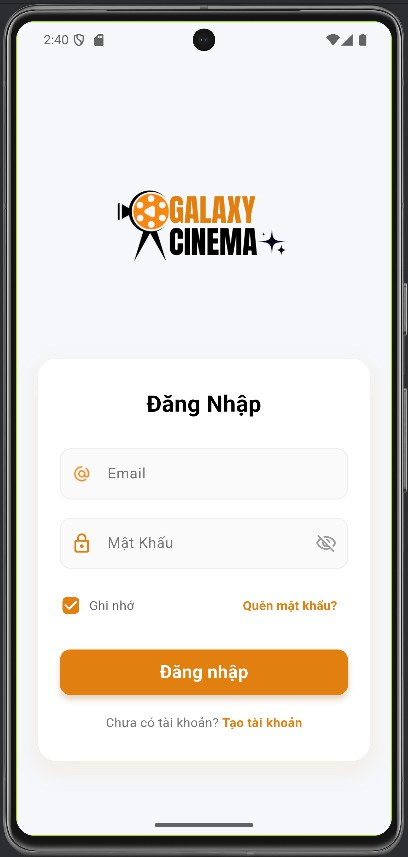 2:40
GALAXY
CINEMA
Đăng Nhập
Email
Mật Khẩu
Ghi nhớ Quên mật khẩu?
Đăng nhập
Chưa có tài khoản? Tạo tài khoản